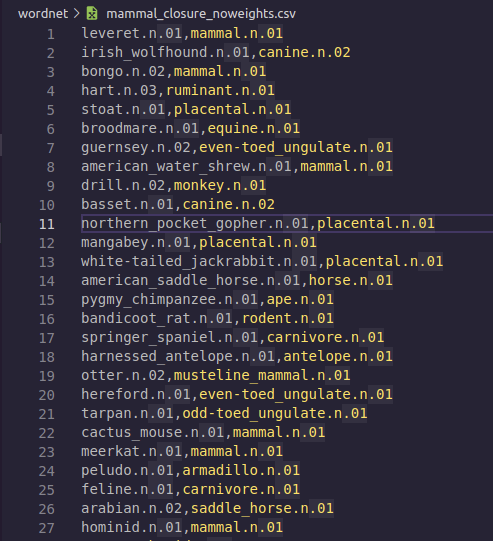 wordnet > mammal_closure_noweights.csv
1 leveret.n.01,mammal.n.01
2 irish_wolfhound.n.01,canine.n.02
3 bongo.n.02,mammal.n.01
4 hart.n.03,ruminant.n.01
5 stoat.n.01,placental.n.01
6 broodmare.n.01,equine.n.01
7 guernsey.n.02,even-toed_ungulate.n.01
8 american_water_shrew.n.01,mammal.n.01
9 drill.n.02,monkey.n.01
10 basset.n.01,canine.n.02
11 northern_pocket_gopher.n.01,placental.n.01
12 mangabey.n.01,placental.n.01
13 white-tailed_jackrabbit.n.01,placental.n.01
14 american_saddle_horse.n.01,horse.n.01
15 pygmy_chimpanzee.n.01,ape.n.01
16 bandicoot_rat.n.01,rodent.n.01
17 springer_spaniel.n.01,carnivore.n.01
18 harnessed_antelope.n.01,antelope.n.01
19 otter.n.02,musteline_mammal.n.01
20 hereford.n.01,even-toed_ungulate.n.01
21 tarpan.n.01,odd-toed_ungulate.n.01
22 cactus_mouse.n.01,mammal.n.01
23 meerkat.n.01,mammal.n.01
24 peludo.n.01,armadillo.n.01
25 feline.n.01,carnivore.n.01
26 arabian.n.02,saddle_horse.n.01
27 hominid.n.01,mammal.n.01